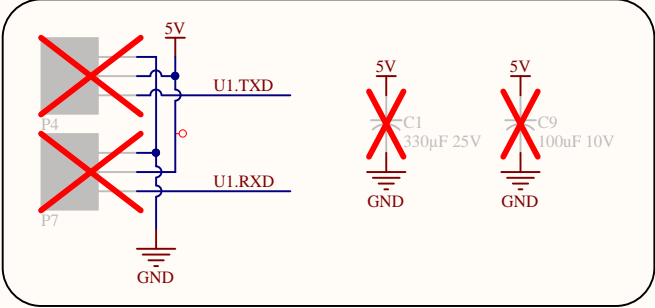 5V
U1.TXD
P4
U1.RXD
P7
GND
5V
C1
330µF 25V
GND
5V
C9
100uF 10V
GND